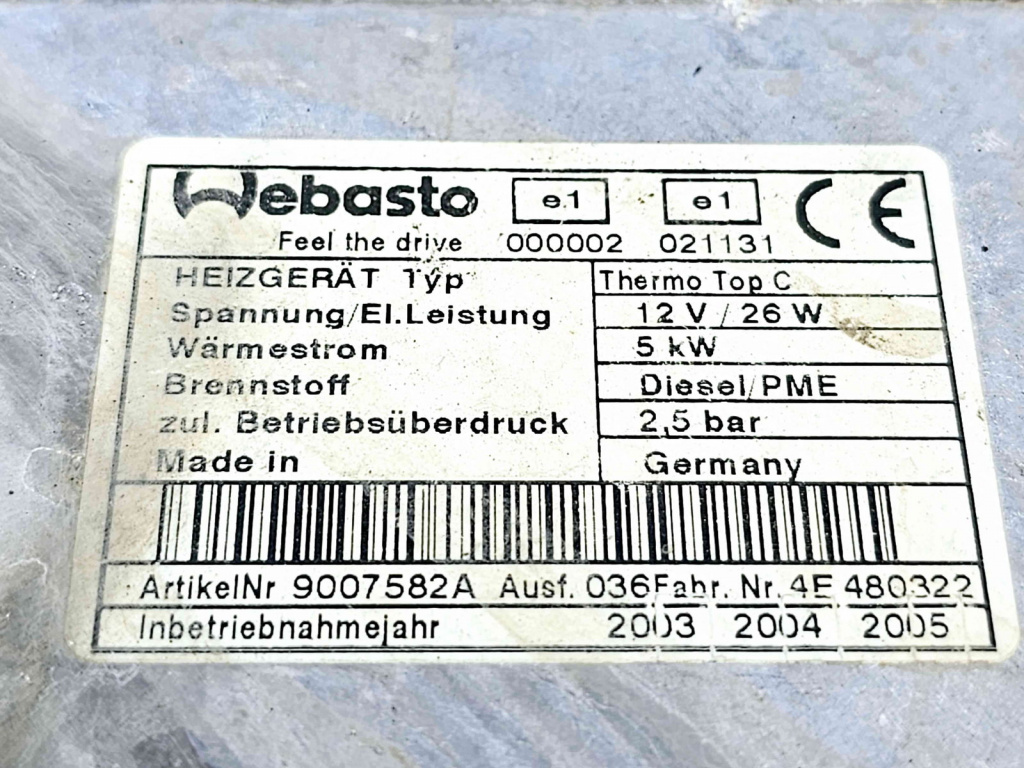 Webasto e1 e1 CE
Feel the drive 000002 021131
HEIZGERÄT Typ Thermo Top C
Spannung/El.Leistung 12 V / 26 W
Wärmestrom 5 kW
Brennstoff Diesel/PME
zul. Betriebsüberdruck 2,5 bar
Made in Germany
ArtikelNr 9007582A Ausf. 036 Fahr. Nr. 4E 480322
Inbetriebnahmejahr 2003 2004 2005